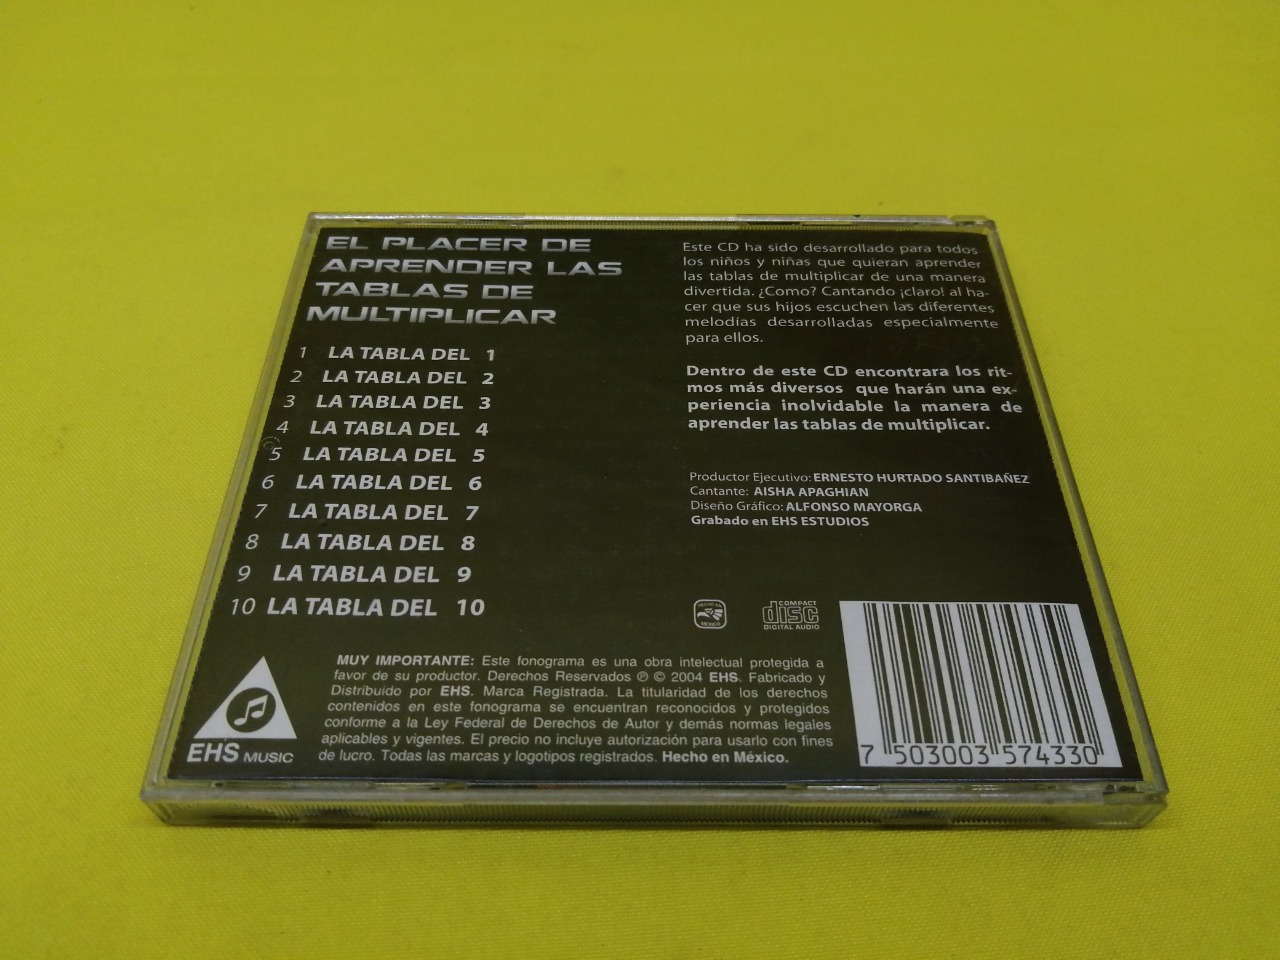 EL PLACER DE
APRENDER LAS
TABLAS DE
MULTIPLICAR
1 LA TABLA DEL 1
2 LA TABLA DEL 2
3 LA TABLA DEL 3
4 LA TABLA DEL 4
5 LA TABLA DEL 5
6 LA TABLA DEL 6
7 LA TABLA DEL 7
8 LA TABLA DEL 8
9 LA TABLA DEL 9
10 LA TABLA DEL 10
Este CD ha sido desarrollado para todos
los niños y niñas que quieran aprender
las tablas de multiplicar de una manera
divertida. ¿Como? Cantando ¡claro! al ha-
cer que sus hijos escuchen las diferentes
melodías desarrolladas especialmente
para ellos.
Dentro de este CD encontrara los rit-
mos más diversos que harán una ex-
periencia inolvidable la manera de
aprender las tablas de multiplicar.
Productor Ejecutivo: ERNESTO HURTADO SANTIBAÑEZ
Cantante: AISHA APAGHIAN
Diseño Gráfico: ALFONSO MAYORGA
Grabado en EHS ESTUDIOS
HECHO EN
MEXICO
COMPACT
disc
DIGITAL AUDIO
MUY IMPORTANTE: Este fonograma es una obra intelectual protegida a
favor de su productor. Derechos Reservados ℗ © 2004 EHS. Fabricado y
Distribuido por EHS. Marca Registrada. La titularidad de los derechos
contenidos en este fonograma se encuentran reconocidos y protegidos
conforme a la Ley Federal de Derechos de Autor y demás normas legales
aplicables y vigentes. El precio no incluye autorización para usarlo con fines
de lucro. Todas las marcas y logotipos registrados. Hecho en México.
EHS MUSIC
7 503003 574330